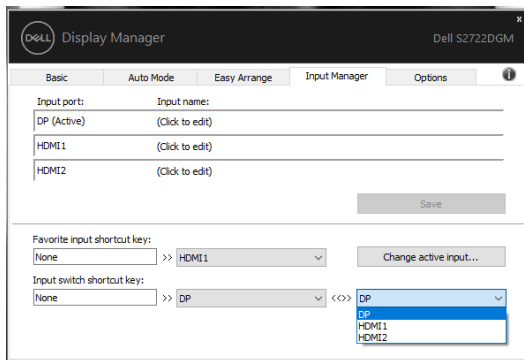 x
DELL Display Manager Dell S2722DGM
Basic Auto Mode Easy Arrange Input Manager Options i
Input port: Input name:
DP (Active) (Click to edit)
HDMI1 (Click to edit)
HDMI2 (Click to edit)
Save
Favorite input shortcut key:
None >> HDMI1 Change active input...
Input switch shortcut key:
None >> DP <<>> DP
DP
HDMI1
HDMI2